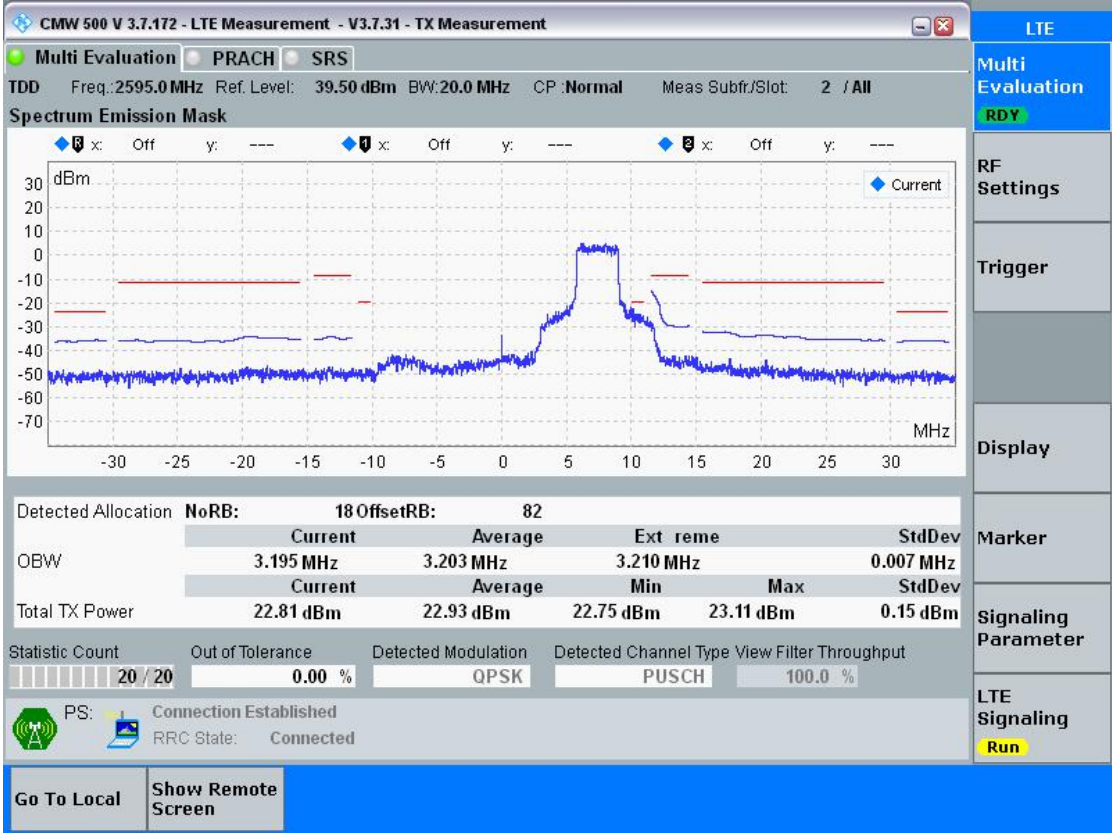 CMW 500 V 3.7.172 - LTE Measurement - V3.7.31 - TX Measurement
LTE
Multi Evaluation PRACH SRS
Multi Evaluation
RDY
TDD Freq.:2595.0 MHz Ref. Level: 39.50 dBm BW:20.0 MHz CP :Normal Meas Subfr./Slot: 2 / All
Spectrum Emission Mask
R x: Off y: --- 1 x: Off y: --- 2 x: Off y: ---
dBm
Current
30
20
10
0
-10
-20
-30
-40
-50
-60
-70
MHz
-30 -25 -20 -15 -10 -5 0 5 10 15 20 25 30
RF
Settings
Trigger
Display
Marker
Signaling
Parameter
LTE
Signaling
Run
Detected Allocation NoRB: 18 OffsetRB: 82
Current Average Ext reme StdDev
OBW 3.195 MHz 3.203 MHz 3.210 MHz 0.007 MHz
Current Average Min Max StdDev
Total TX Power 22.81 dBm 22.93 dBm 22.75 dBm 23.11 dBm 0.15 dBm
Statistic Count Out of Tolerance Detected Modulation Detected Channel Type View Filter Throughput
20 / 20 0.00 % QPSK PUSCH 100.0 %
PS: Connection Established
RRC State: Connected
Go To Local
Show Remote
Screen